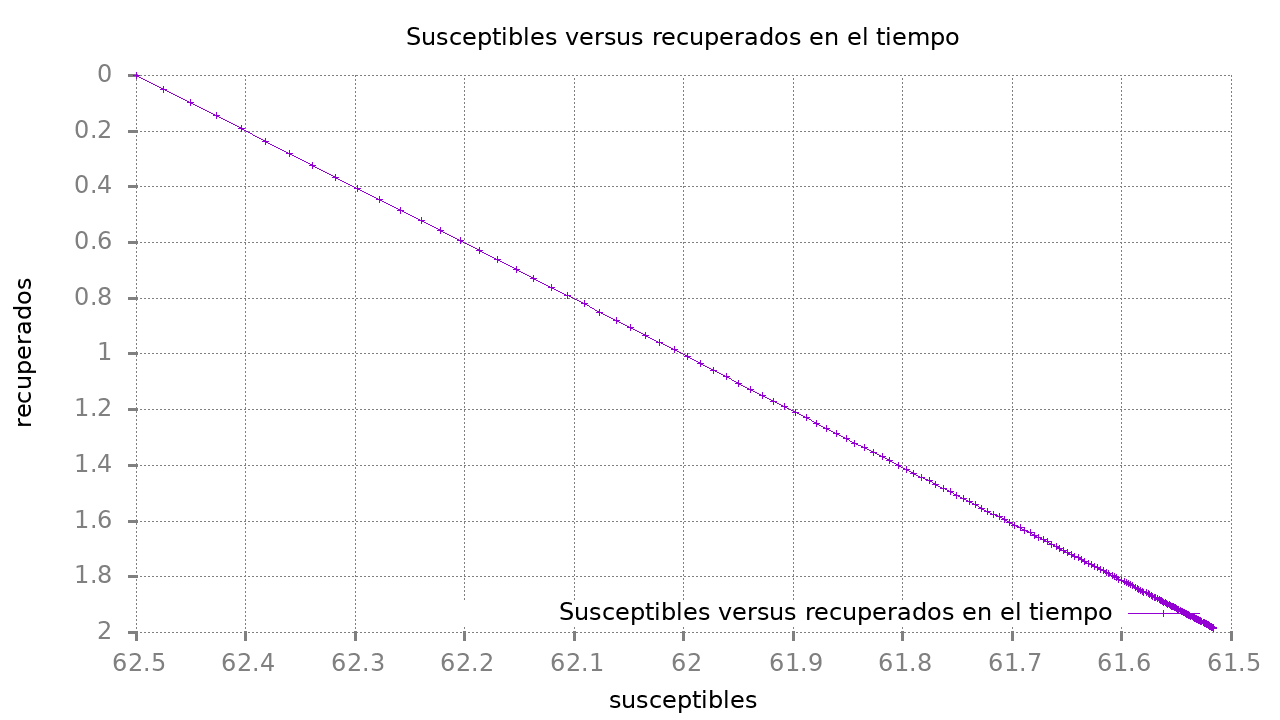 Susceptibles versus recuperados en el tiempo
0
0.2
0.4
0.6
0.8
1
1.2
1.4
1.6
1.8
2
recuperados
Susceptibles versus recuperados en el tiempo
62.5 62.4 62.3 62.2 62.1 62 61.9 61.8 61.7 61.6 61.5
susceptibles